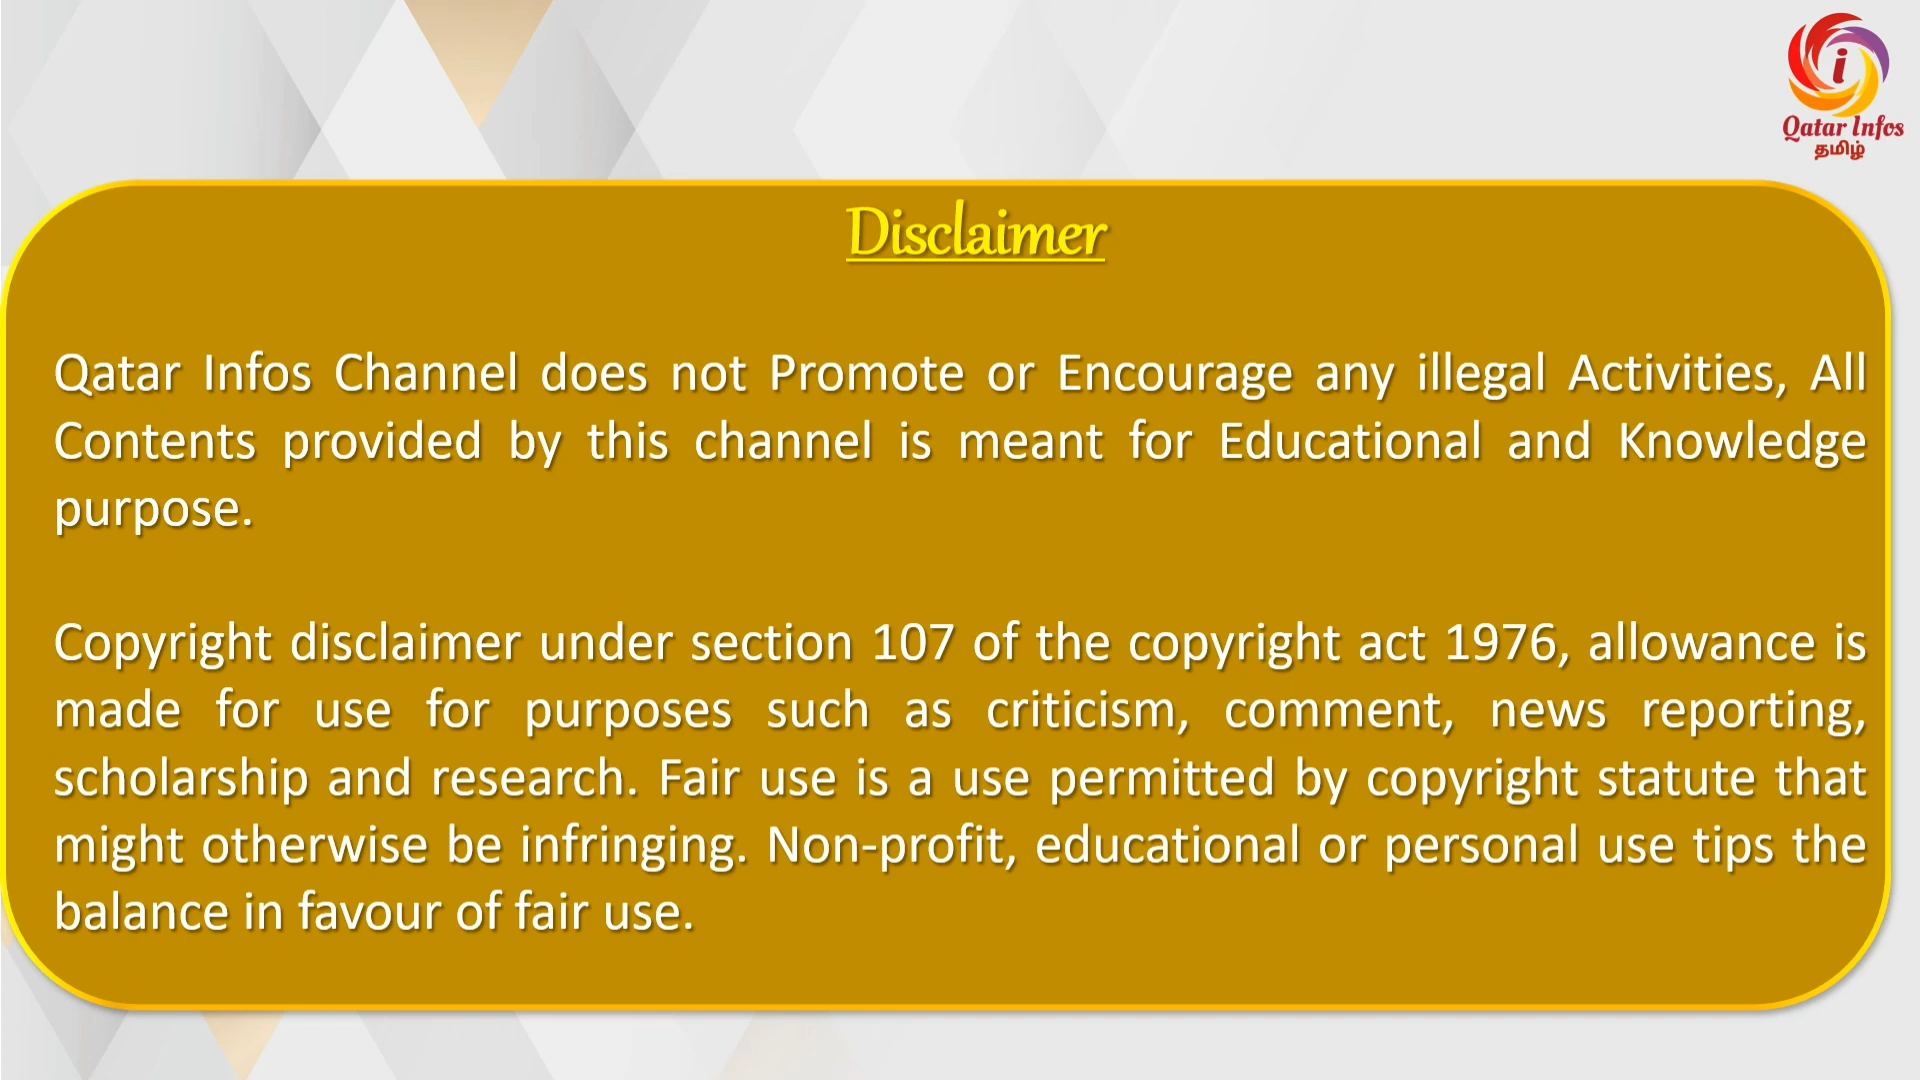 i
Qatar Infos
தமிழ்
Disclaimer
Qatar Infos Channel does not Promote or Encourage any illegal Activities, All
Contents provided by this channel is meant for Educational and Knowledge
purpose.
Copyright disclaimer under section 107 of the copyright act 1976, allowance is
made for use for purposes such as criticism, comment, news reporting,
scholarship and research. Fair use is a use permitted by copyright statute that
might otherwise be infringing. Non-profit, educational or personal use tips the
balance in favour of fair use.